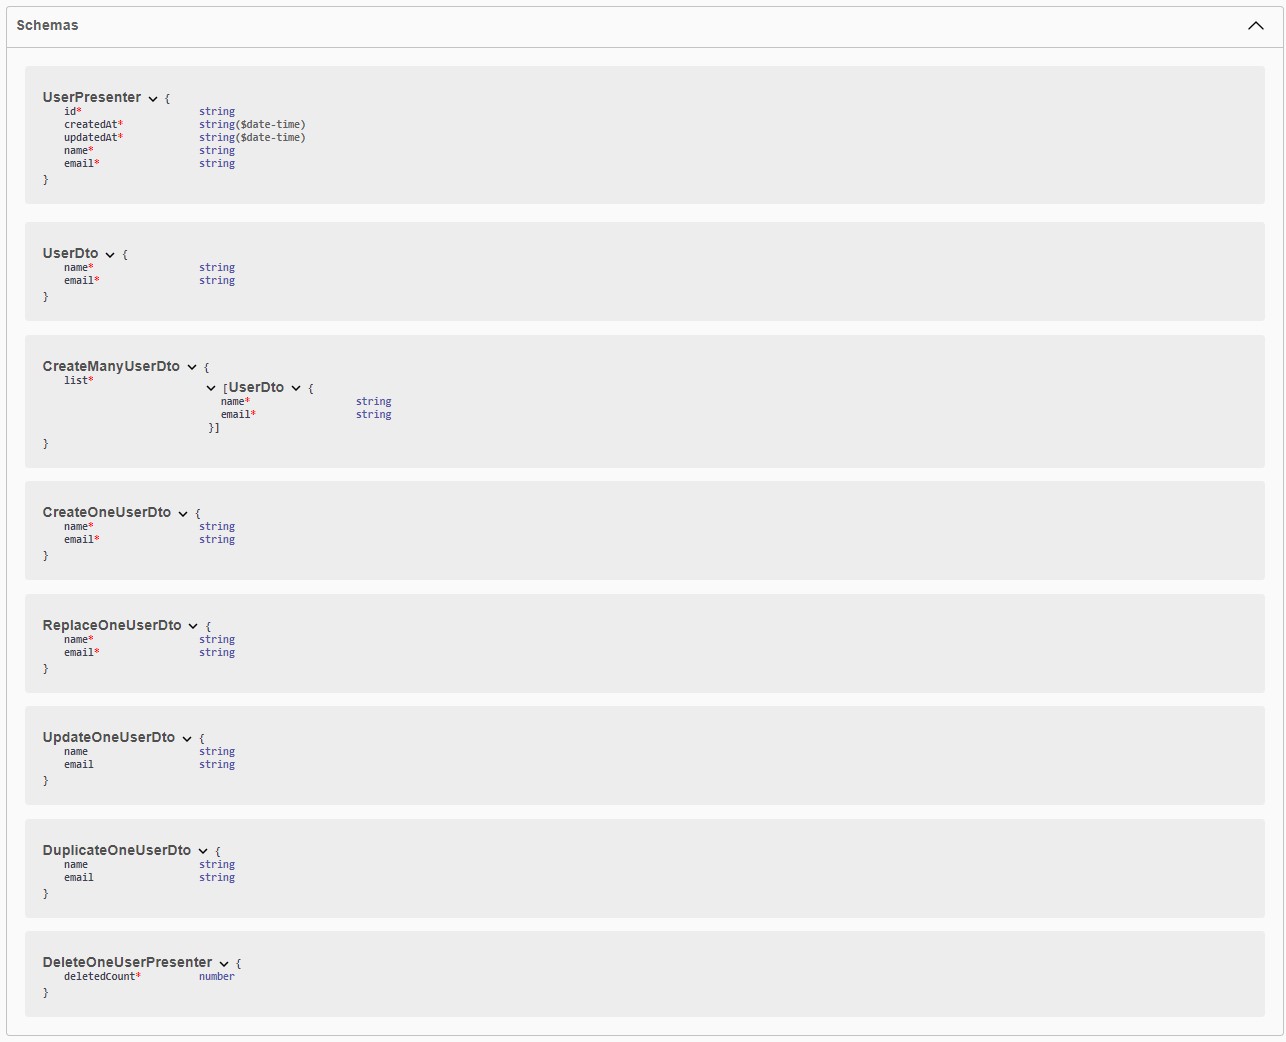 Schemas
UserPresenter {
id* string
createdAt* string($date-time)
updatedAt* string($date-time)
name* string
email* string
}
UserDto {
name* string
email* string
}
CreateManyUserDto {
list*
[UserDto {
name* string
email* string
}]
}
CreateOneUserDto {
name* string
email* string
}
ReplaceOneUserDto {
name* string
email* string
}
UpdateOneUserDto {
name string
email string
}
DuplicateOneUserDto {
name string
email string
}
DeleteOneUserPresenter {
deletedCount* number
}